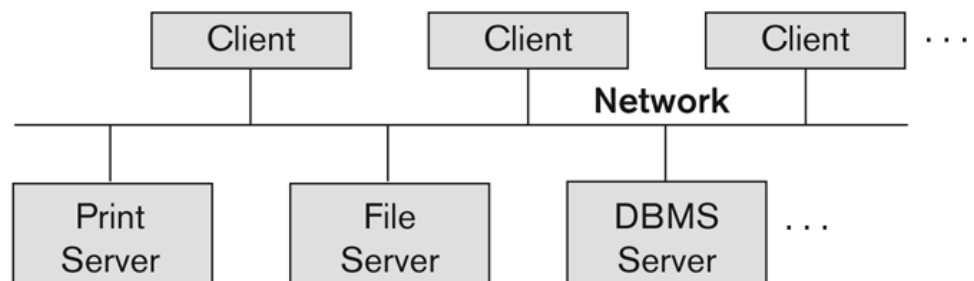 Client Client Client . . .
Network
Print File DBMS . . .
Server Server Server